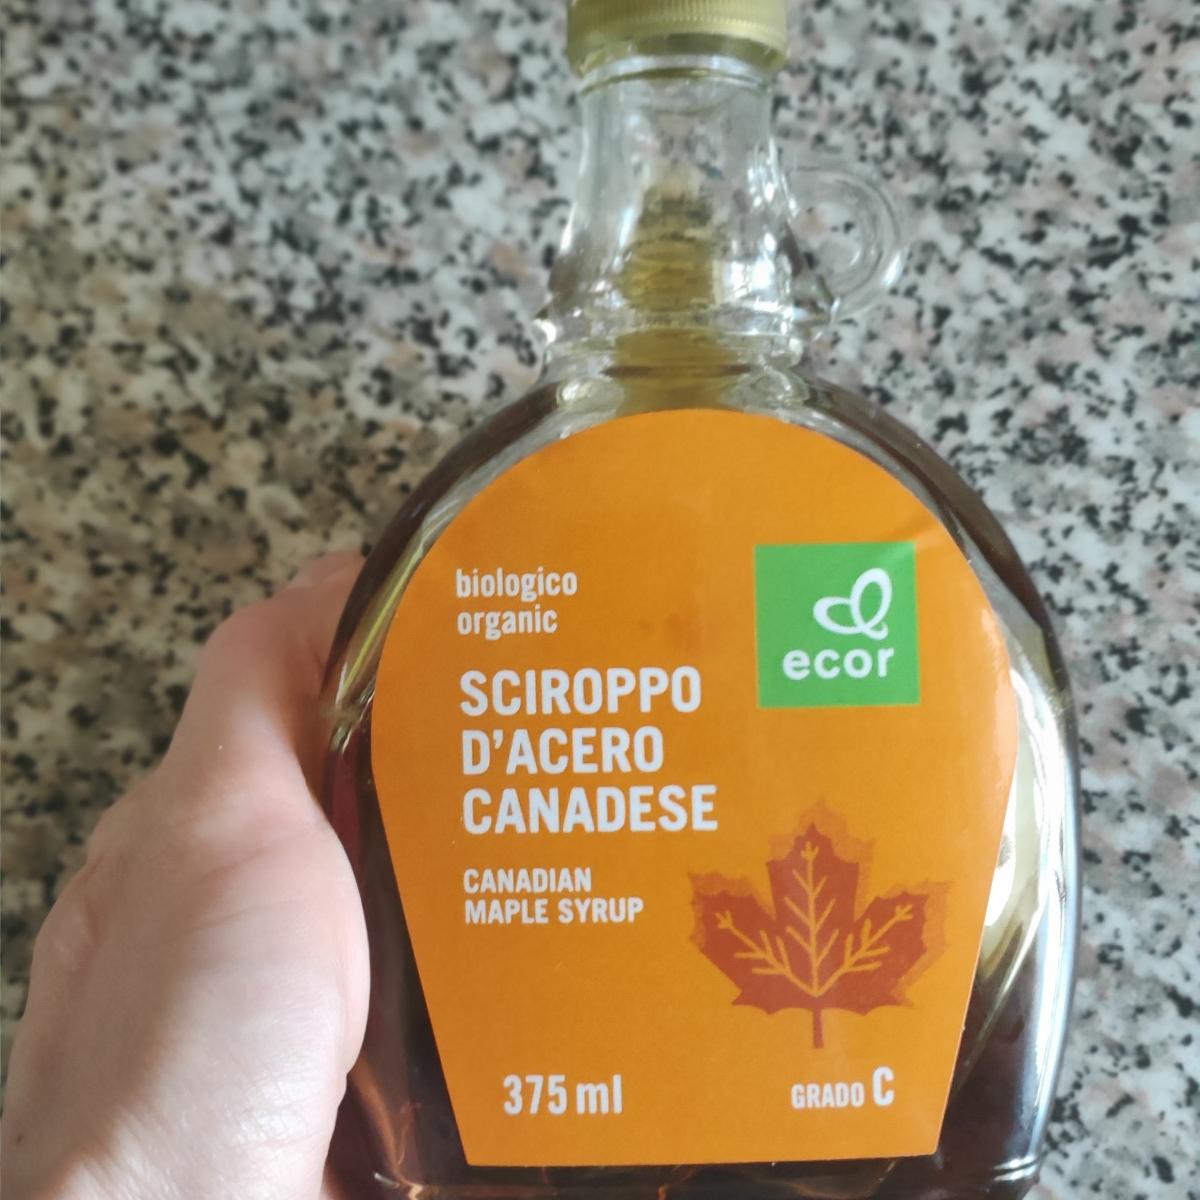 biologico
organic
ecor
SCIROPPO
D'ACERO
CANADESE
CANADIAN
MAPLE SYRUP
375 ml
GRADO C